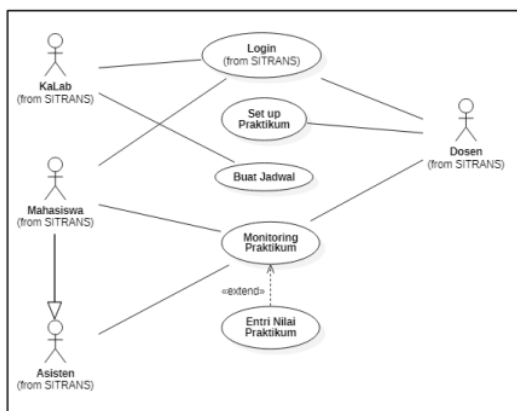 KaLab
(from SITRANS)
Login
(from SITRANS)
Set up
Praktikum
Dosen
(from SITRANS)
Buat Jadwal
Mahasiswa
(from SITRANS)
Monitoring
Praktikum
«extend»
Entri Nilai
Praktikum
Asisten
(from SITRANS)